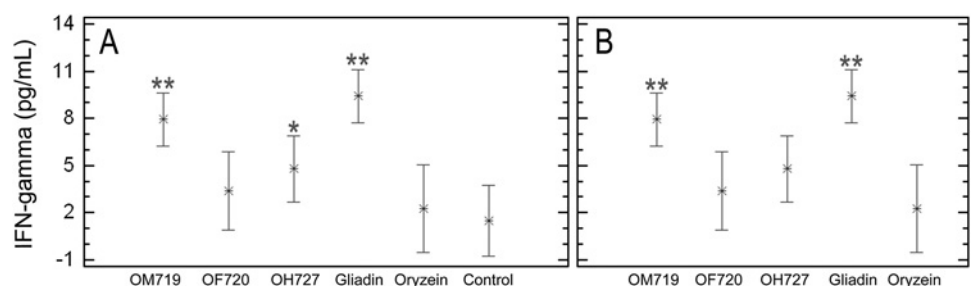 IFN-gamma (pg/mL)
14
11
8
5
2
-1
A
**
*
**
OM719 OF720 OH727 Gliadin Oryzein Control
B
**
**
OM719 OF720 OH727 Gliadin Oryzein